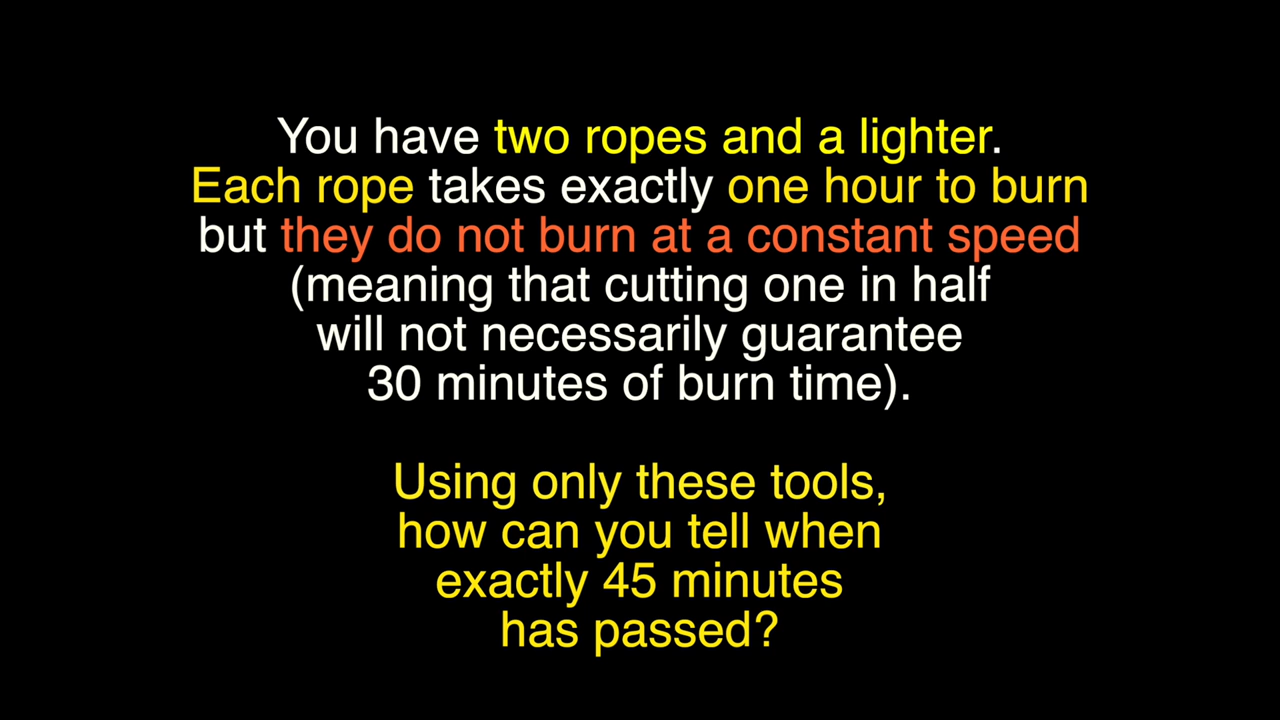 You have two ropes and a lighter.
Each rope takes exactly one hour to burn
but they do not burn at a constant speed
(meaning that cutting one in half
will not necessarily guarantee
30 minutes of burn time).
Using only these tools,
how can you tell when
exactly 45 minutes
has passed?